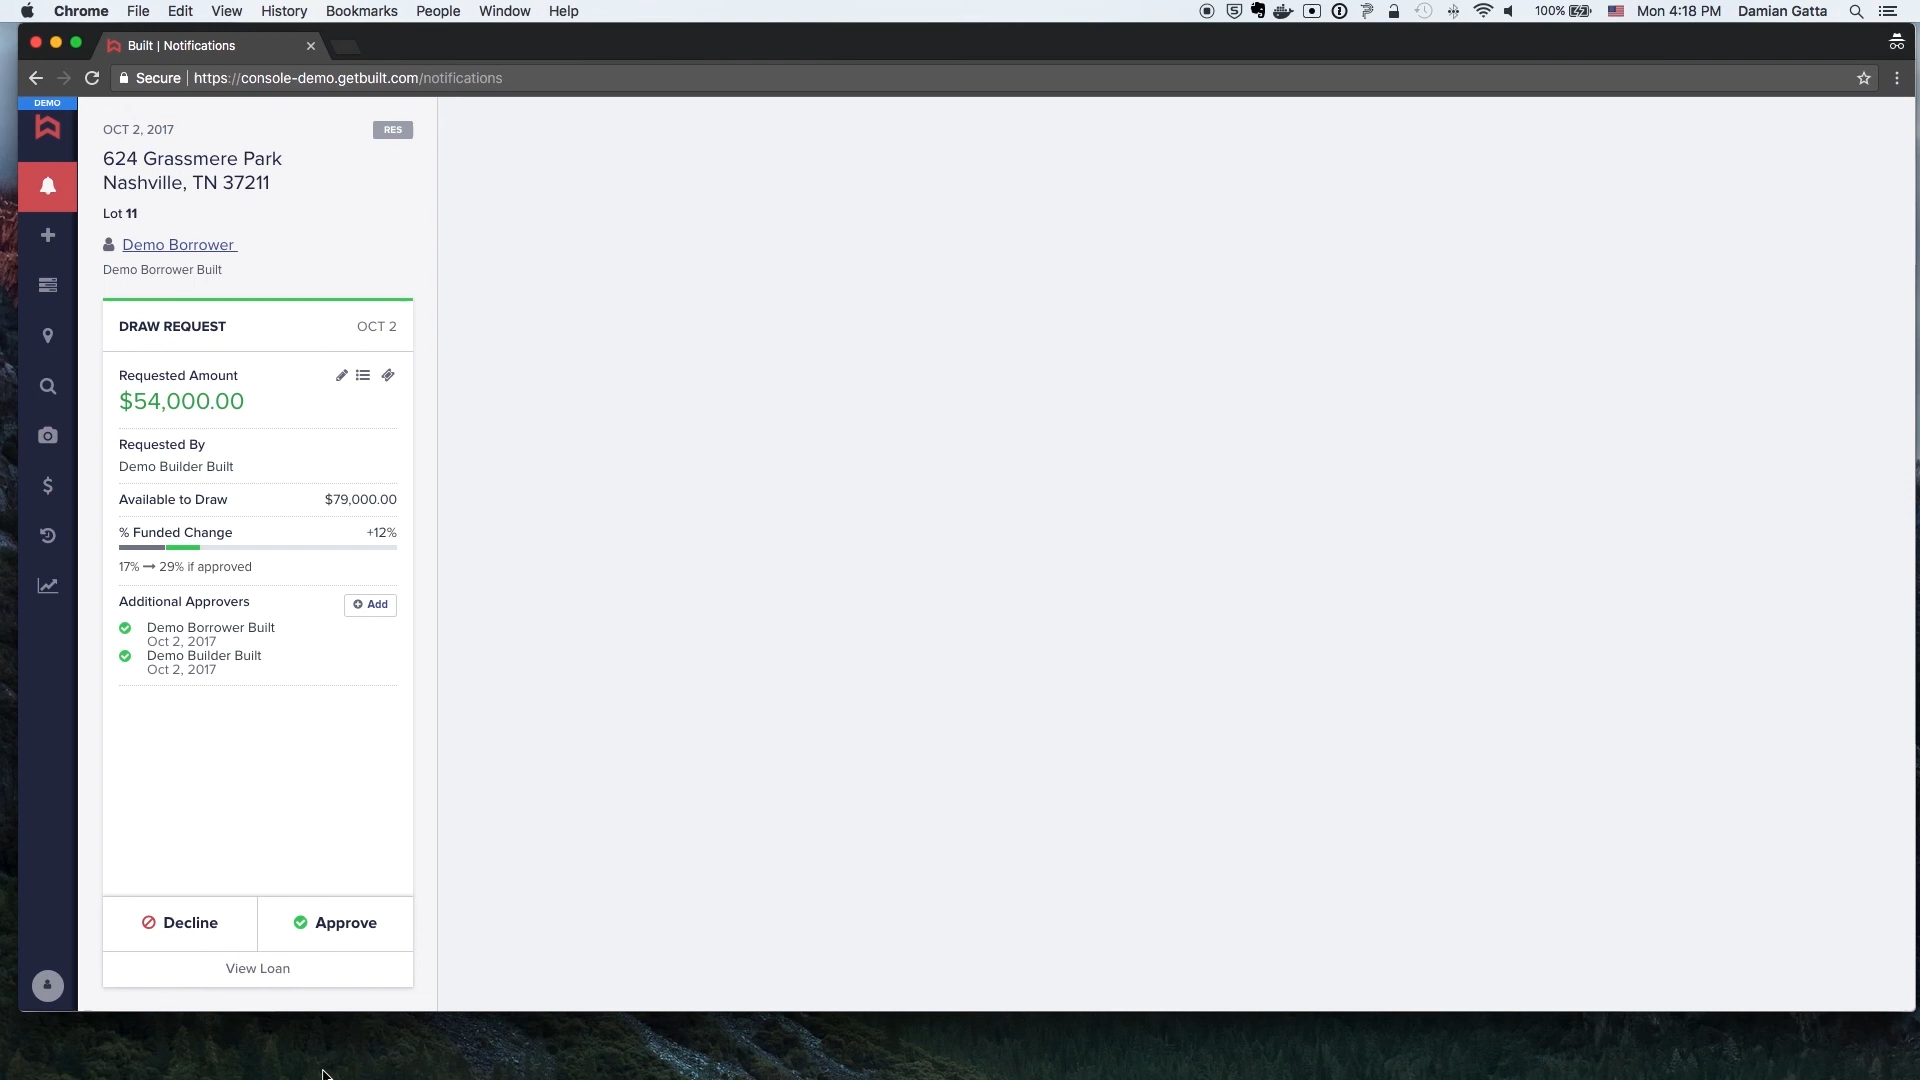 Chrome File Edit View History Bookmarks People Window Help
100% Mon 4:18 PM Damian Gatta
Built | Notifications
Secure | https://console-demo.getbuilt.com/notifications
DEMO
OCT 2, 2017
RES
624 Grassmere Park
Nashville, TN 37211
Lot 11
Demo Borrower
Demo Borrower Built
DRAW REQUEST OCT 2
Requested Amount
$54,000.00
Requested By
Demo Builder Built
Available to Draw $79,000.00
% Funded Change +12%
17% → 29% if approved
Additional Approvers Add
Demo Borrower Built
Oct 2, 2017
Demo Builder Built
Oct 2, 2017
Decline Approve
View Loan